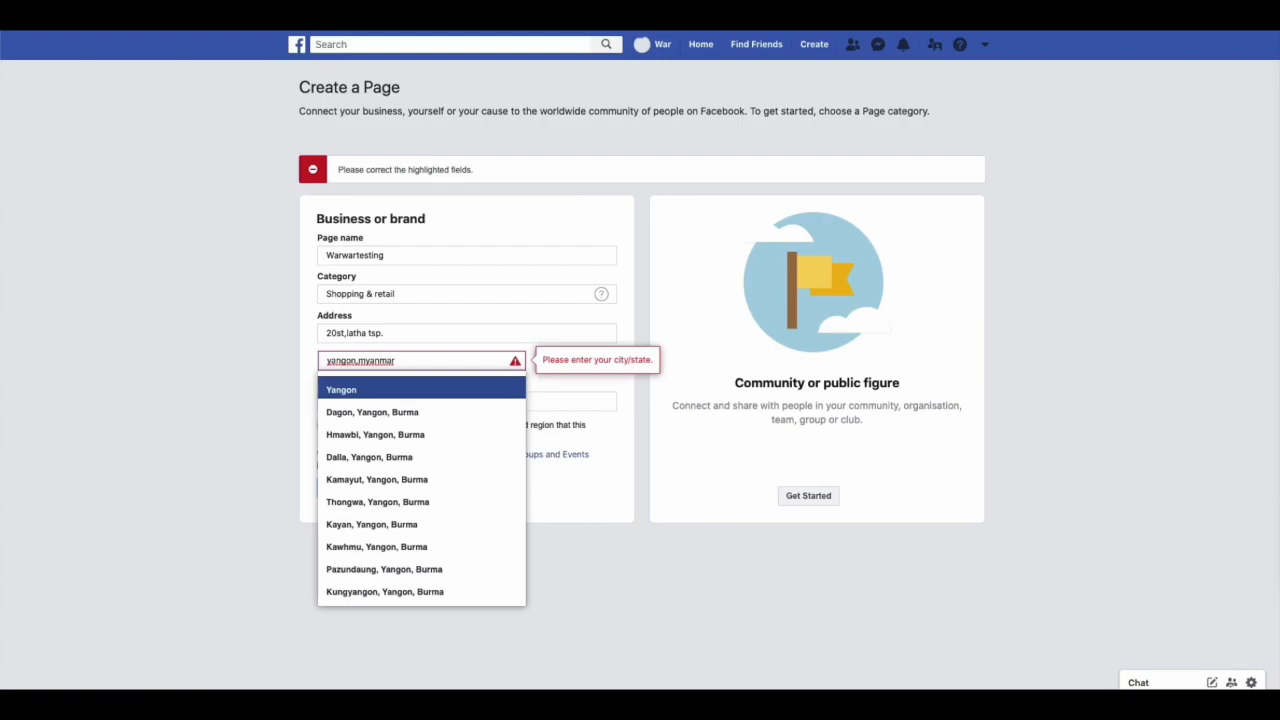 Search
War
Home
Find Friends
Create
Create a Page
Connect your business, yourself or your cause to the worldwide community of people on Facebook. To get started, choose a Page category.
Please correct the highlighted fields.
Business or brand
Page name
Warwartesting
Category
Shopping & retail
Address
20st,latha tsp.
yangon,myanmar
Please enter your city/state.
Yangon
Dagon, Yangon, Burma
Hmawbi, Yangon, Burma
Dalla, Yangon, Burma
Kamayut, Yangon, Burma
Thongwa, Yangon, Burma
Kayan, Yangon, Burma
Kawhmu, Yangon, Burma
Pazundaung, Yangon, Burma
Kungyangon, Yangon, Burma
region that this
and Events
Community or public figure
Connect and share with people in your community, organisation,
team, group or club.
Get Started
Chat